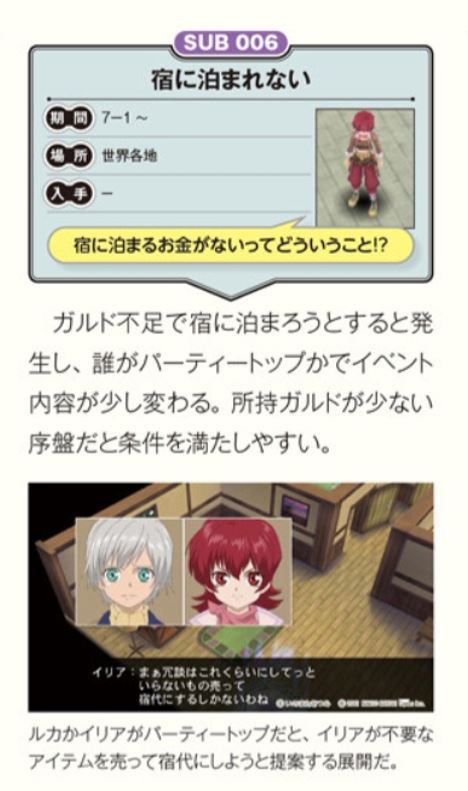 SUB 006
宿に泊まれない
期間 7－1～
場所 世界各地
入手 －
宿に泊まるお金がないってどういうこと!?
ガルド不足で宿に泊まろうとすると発
生し、誰がパーティートップかでイベント
内容が少し変わる。所持ガルドが少ない
序盤だと条件を満たしやすい。
イリア：まぁ冗談はこれくらいにしてっと
いらないもの売って
宿代にするしかないわね
ルカかイリアがパーティートップだと、イリアが不要な
アイテムを売って宿代にしようと提案する展開だ。